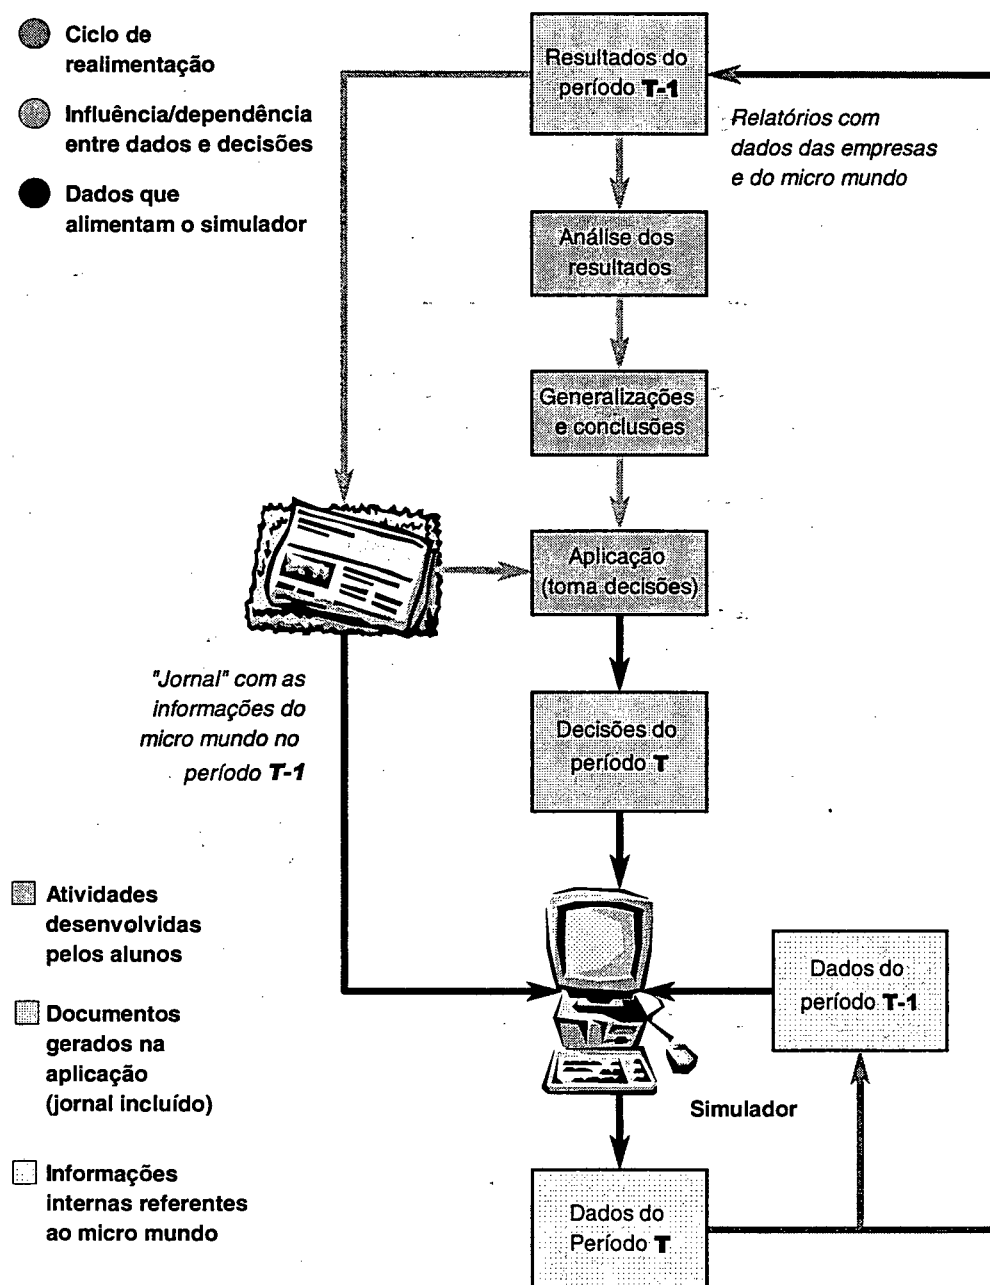 Ciclo de
realimentação
Influência/dependência
entre dados e decisões
Dados que
alimentam o simulador
Resultados do
período T-1
Relatórios com
dados das empresas
e do micro mundo
Análise dos
resultados
Generalizações
e conclusões
Aplicação
(toma decisões)
"Jornal" com as
informações do
micro mundo no
período T-1
Decisões do
período T
Atividades
desenvolvidas
pelos alunos
Documentos
gerados na
aplicação
(jornal incluído)
Informações
internas referentes
ao micro mundo
Dados do
período T-1
Simulador
Dados do
Período T